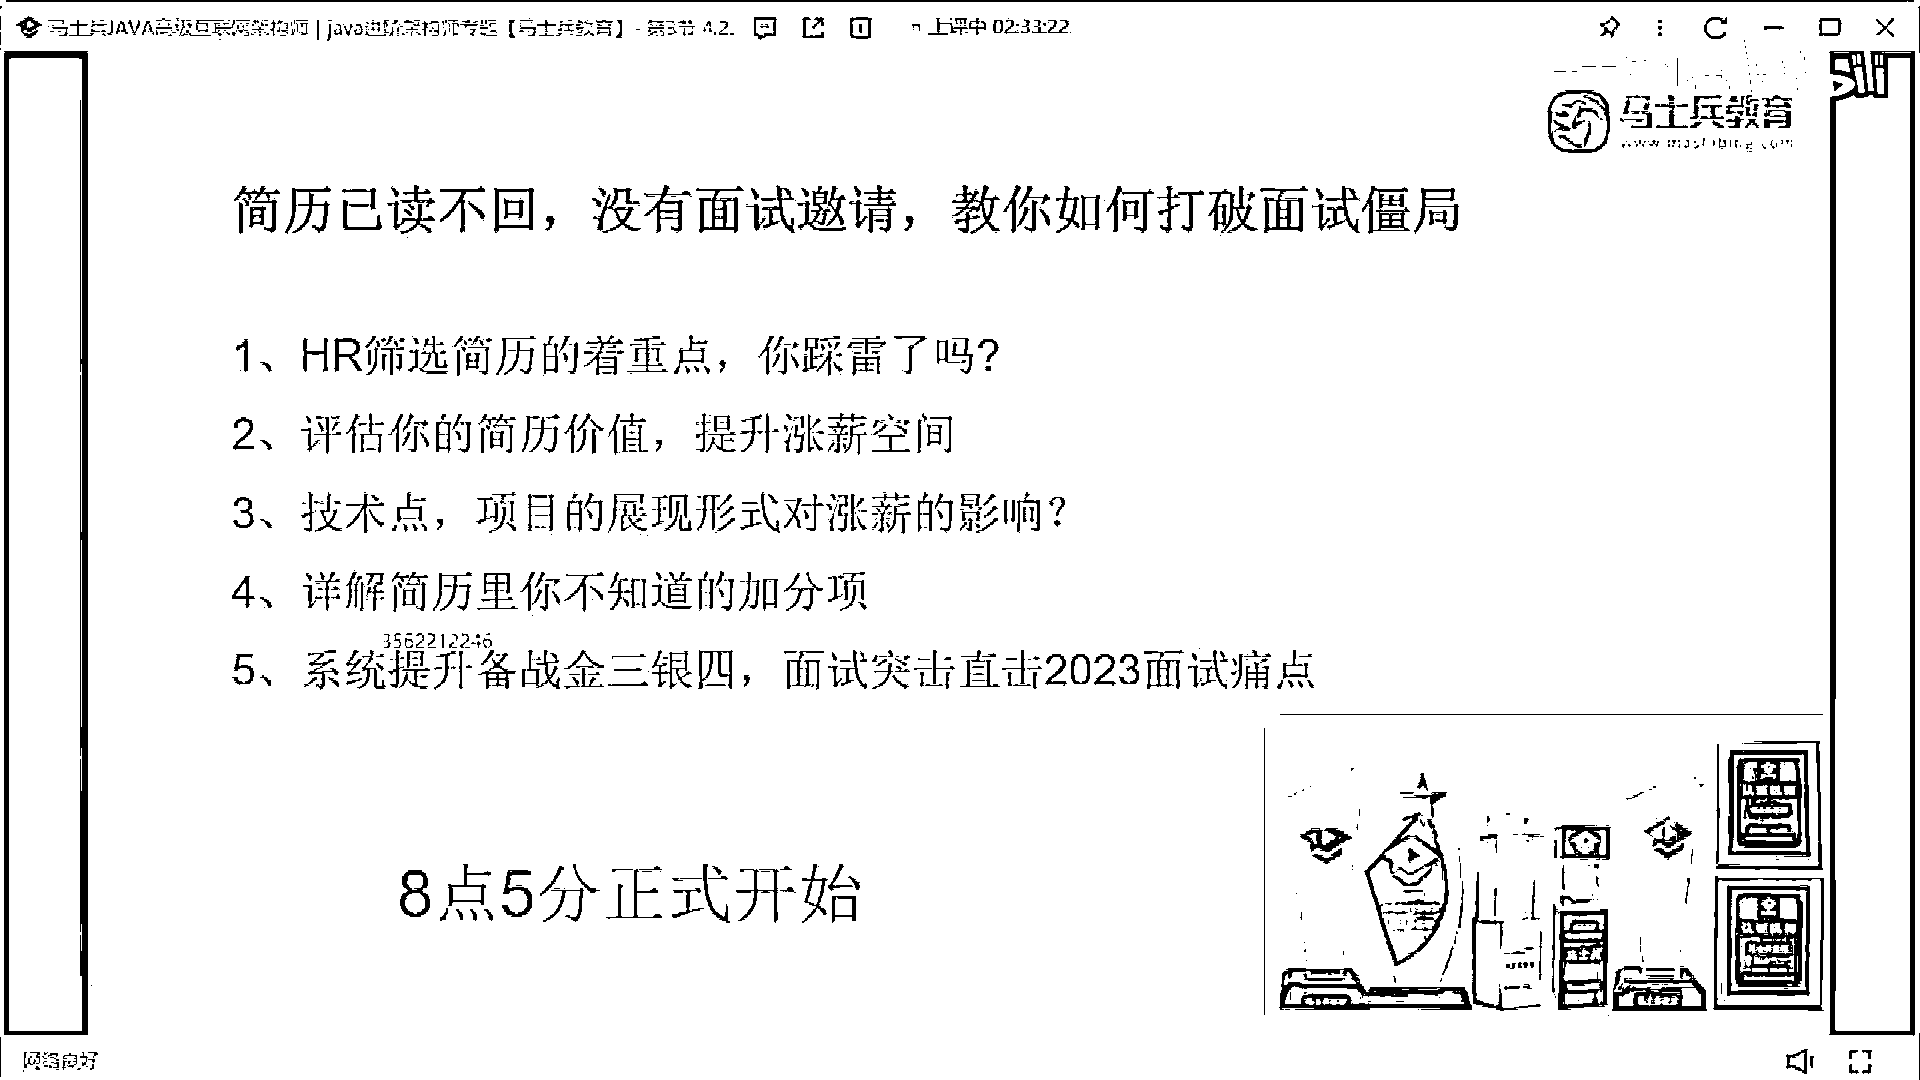 马士兵JAVA高级互联网架构师 | java进阶架构师专题【马士兵教育】- 第3节 4.2.
上课中 02:33:22
马士兵教育
www.mashibing.com
简历已读不回，没有面试邀请，教你如何打破面试僵局
1、HR筛选简历的着重点，你踩雷了吗？
2、评估你的简历价值，提升涨薪空间
3、技术点，项目的展现形式对涨薪的影响？
4、详解简历里你不知道的加分项
3562212246
5、系统提升备战金三银四，面试突击直击2023面试痛点
8点5分正式开始
网络良好